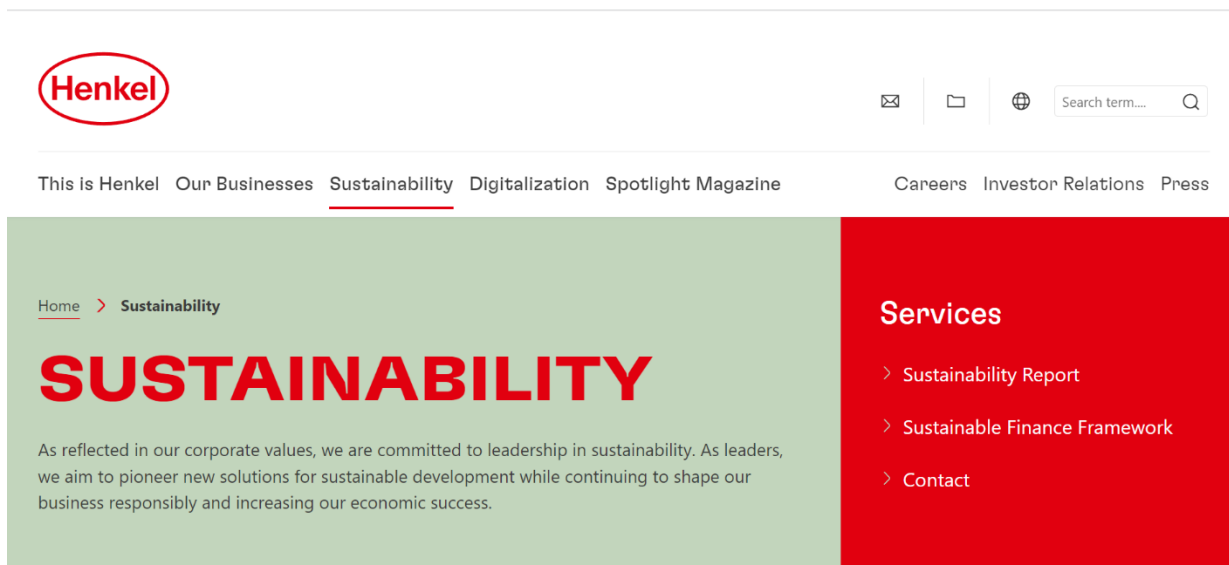 Henkel
Search term....
This is Henkel Our Businesses Sustainability Digitalization Spotlight Magazine Careers Investor Relations Press
Home > Sustainability
SUSTAINABILITY
As reflected in our corporate values, we are committed to leadership in sustainability. As leaders,
we aim to pioneer new solutions for sustainable development while continuing to shape our
business responsibly and increasing our economic success.
Services
> Sustainability Report
> Sustainable Finance Framework
> Contact